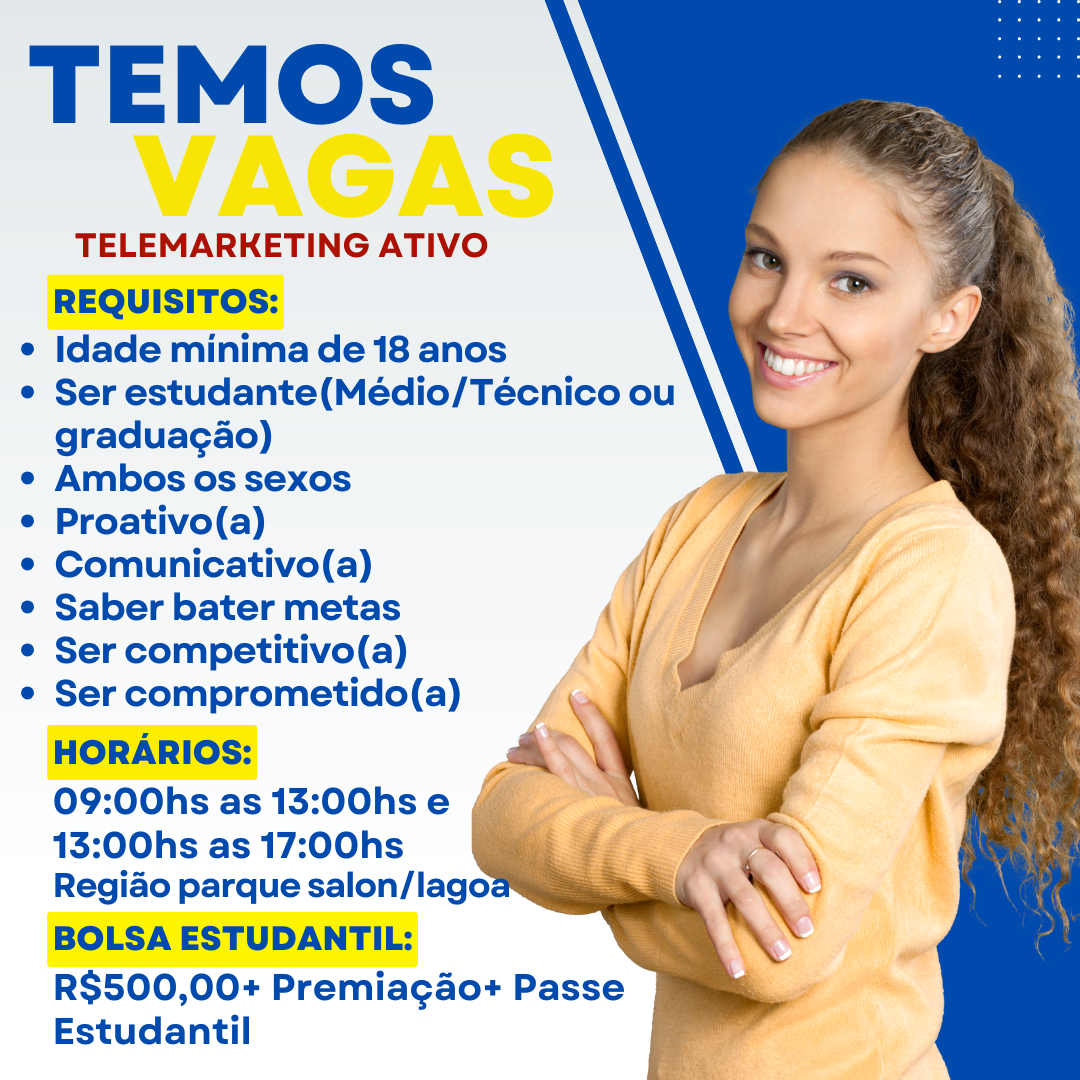 TEMOS
VAGAS
TELEMARKETING ATIVO
REQUISITOS:
• Idade mínima de 18 anos
• Ser estudante(Médio/Técnico ou
graduação)
• Ambos os sexos
• Proativo(a)
• Comunicativo(a)
• Saber bater metas
• Ser competitivo(a)
• Ser comprometido(a)
HORÁRIOS:
09:00hs as 13:00hs e
13:00hs as 17:00hs
Região parque salon/lagoa
BOLSA ESTUDANTIL:
R$500,00+ Premiação+ Passe
Estudantil